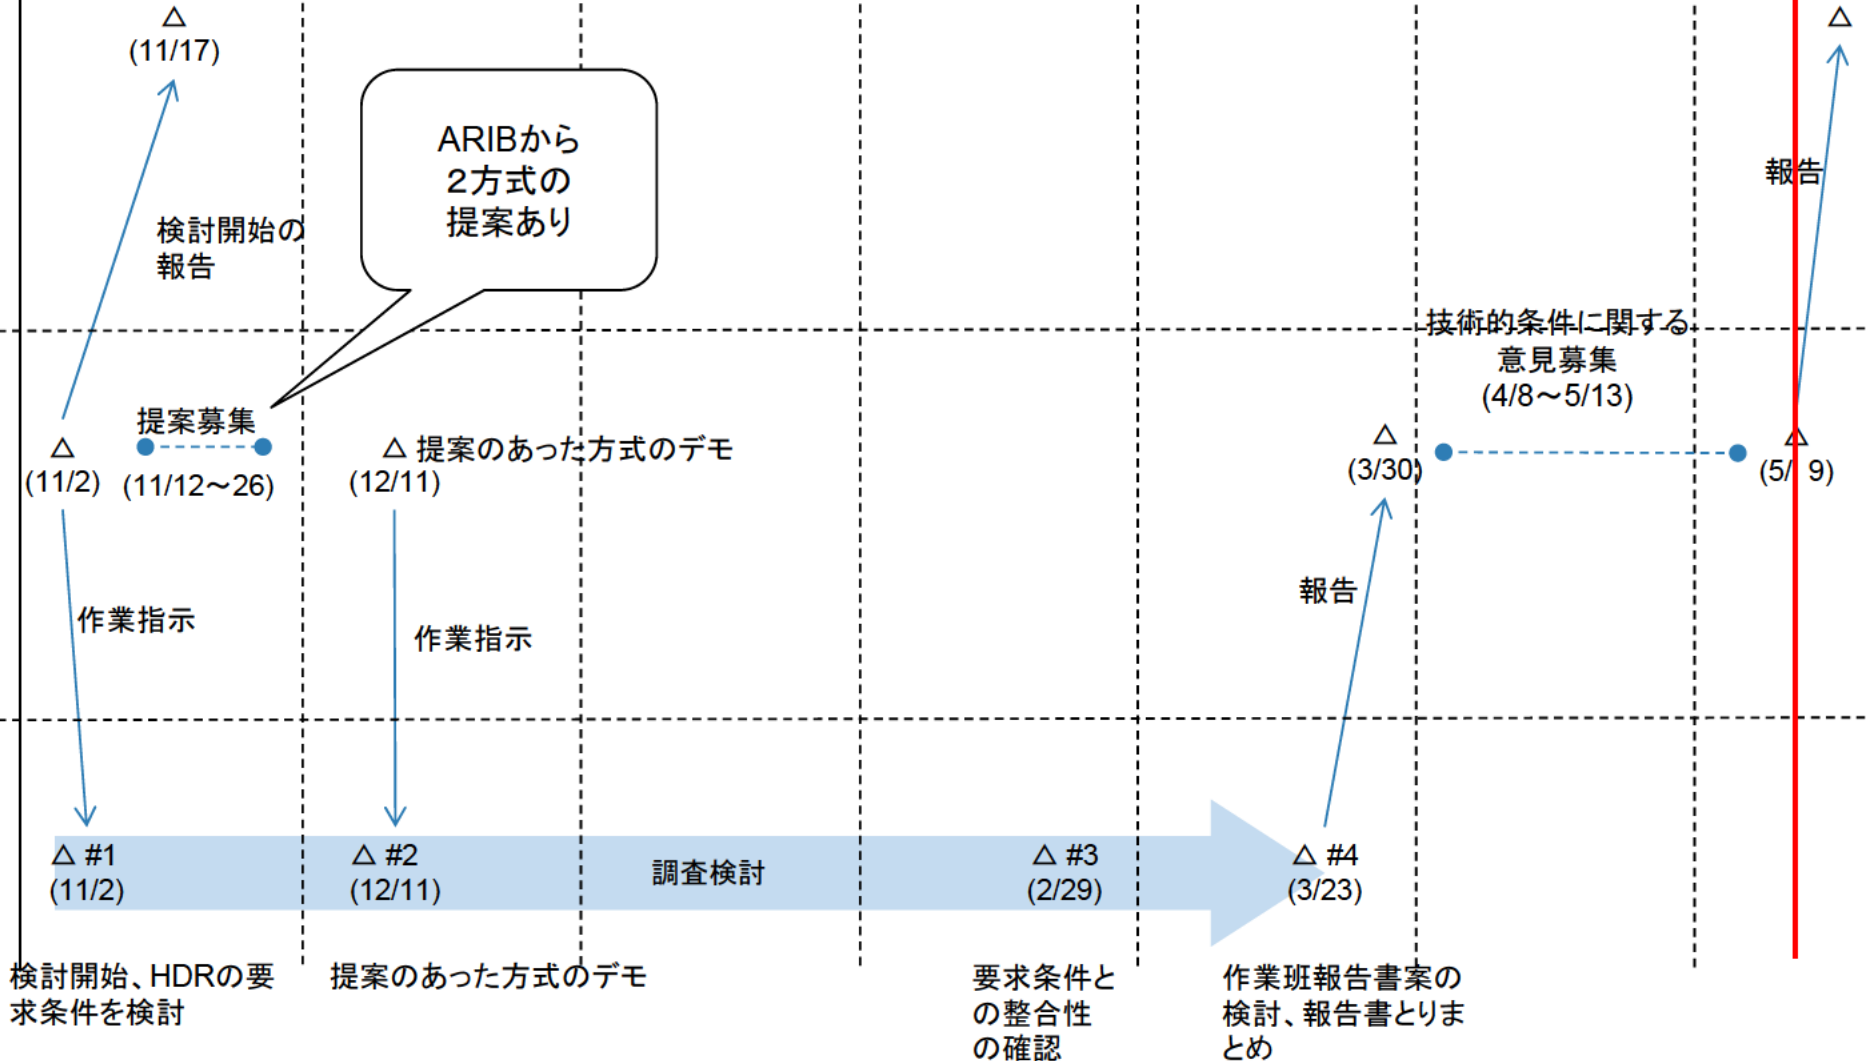 △
(11/17)
△
ARIBから
2方式の
提案あり
報告
検討開始の
報告
技術的条件に関する
意見募集
(4/8～5/13)
提案募集
△
(11/2)
(11/12～26)
△ 提案のあった方式のデモ
(12/11)
△
(3/30)
△
(5/ 9)
作業指示
作業指示
報告
△ #1
(11/2)
△ #2
(12/11)
調査検討
△ #3
(2/29)
△ #4
(3/23)
検討開始、HDRの要
求条件を検討
提案のあった方式のデモ
要求条件と
の整合性
の確認
作業班報告書案の
検討、報告書とりま
とめ